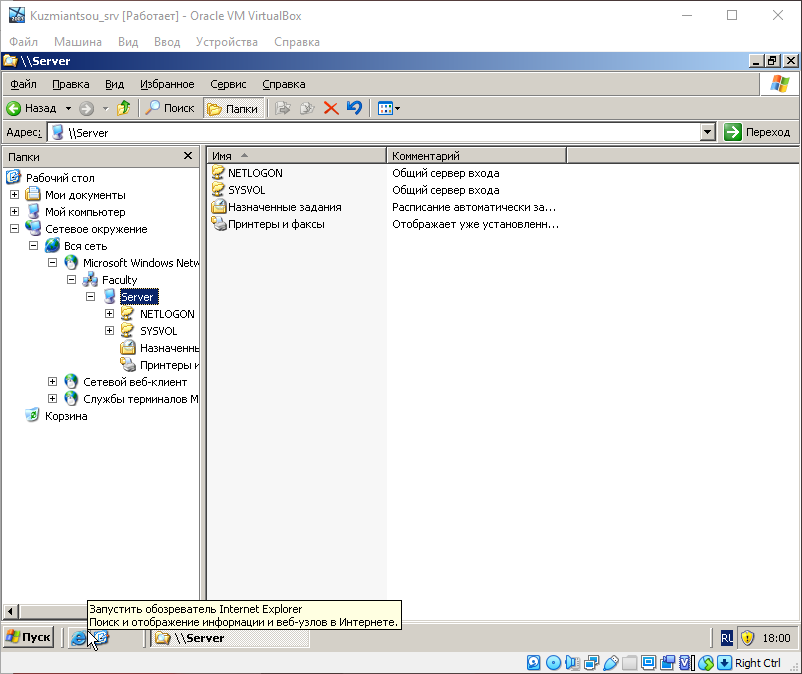 Kuzmiantsou_srv [Работает] - Oracle VM VirtualBox
Файл Машина Вид Ввод Устройства Справка
\\Server
Файл Правка Вид Избранное Сервис Справка
Назад Поиск Папки
Адрес: \\Server Переход
Папки
Имя Комментарий
Рабочий стол
Мои документы
Мой компьютер
Сетевое окружение
Вся сеть
Microsoft Windows Netw
Faculty
Server
NETLOGON
SYSVOL
Назначенн
Принтеры и
Сетевой веб-клиент
Службы терминалов M
Корзина
NETLOGON Общий сервер входа
SYSVOL Общий сервер входа
Назначенные задания Расписание автоматически за...
Принтеры и факсы Отображает уже установленн...
Запустить обозреватель Internet Explorer
Поиск и отображение информации и веб-узлов в Интернете.
Пуск \\Server RU 18:00
Right Ctrl